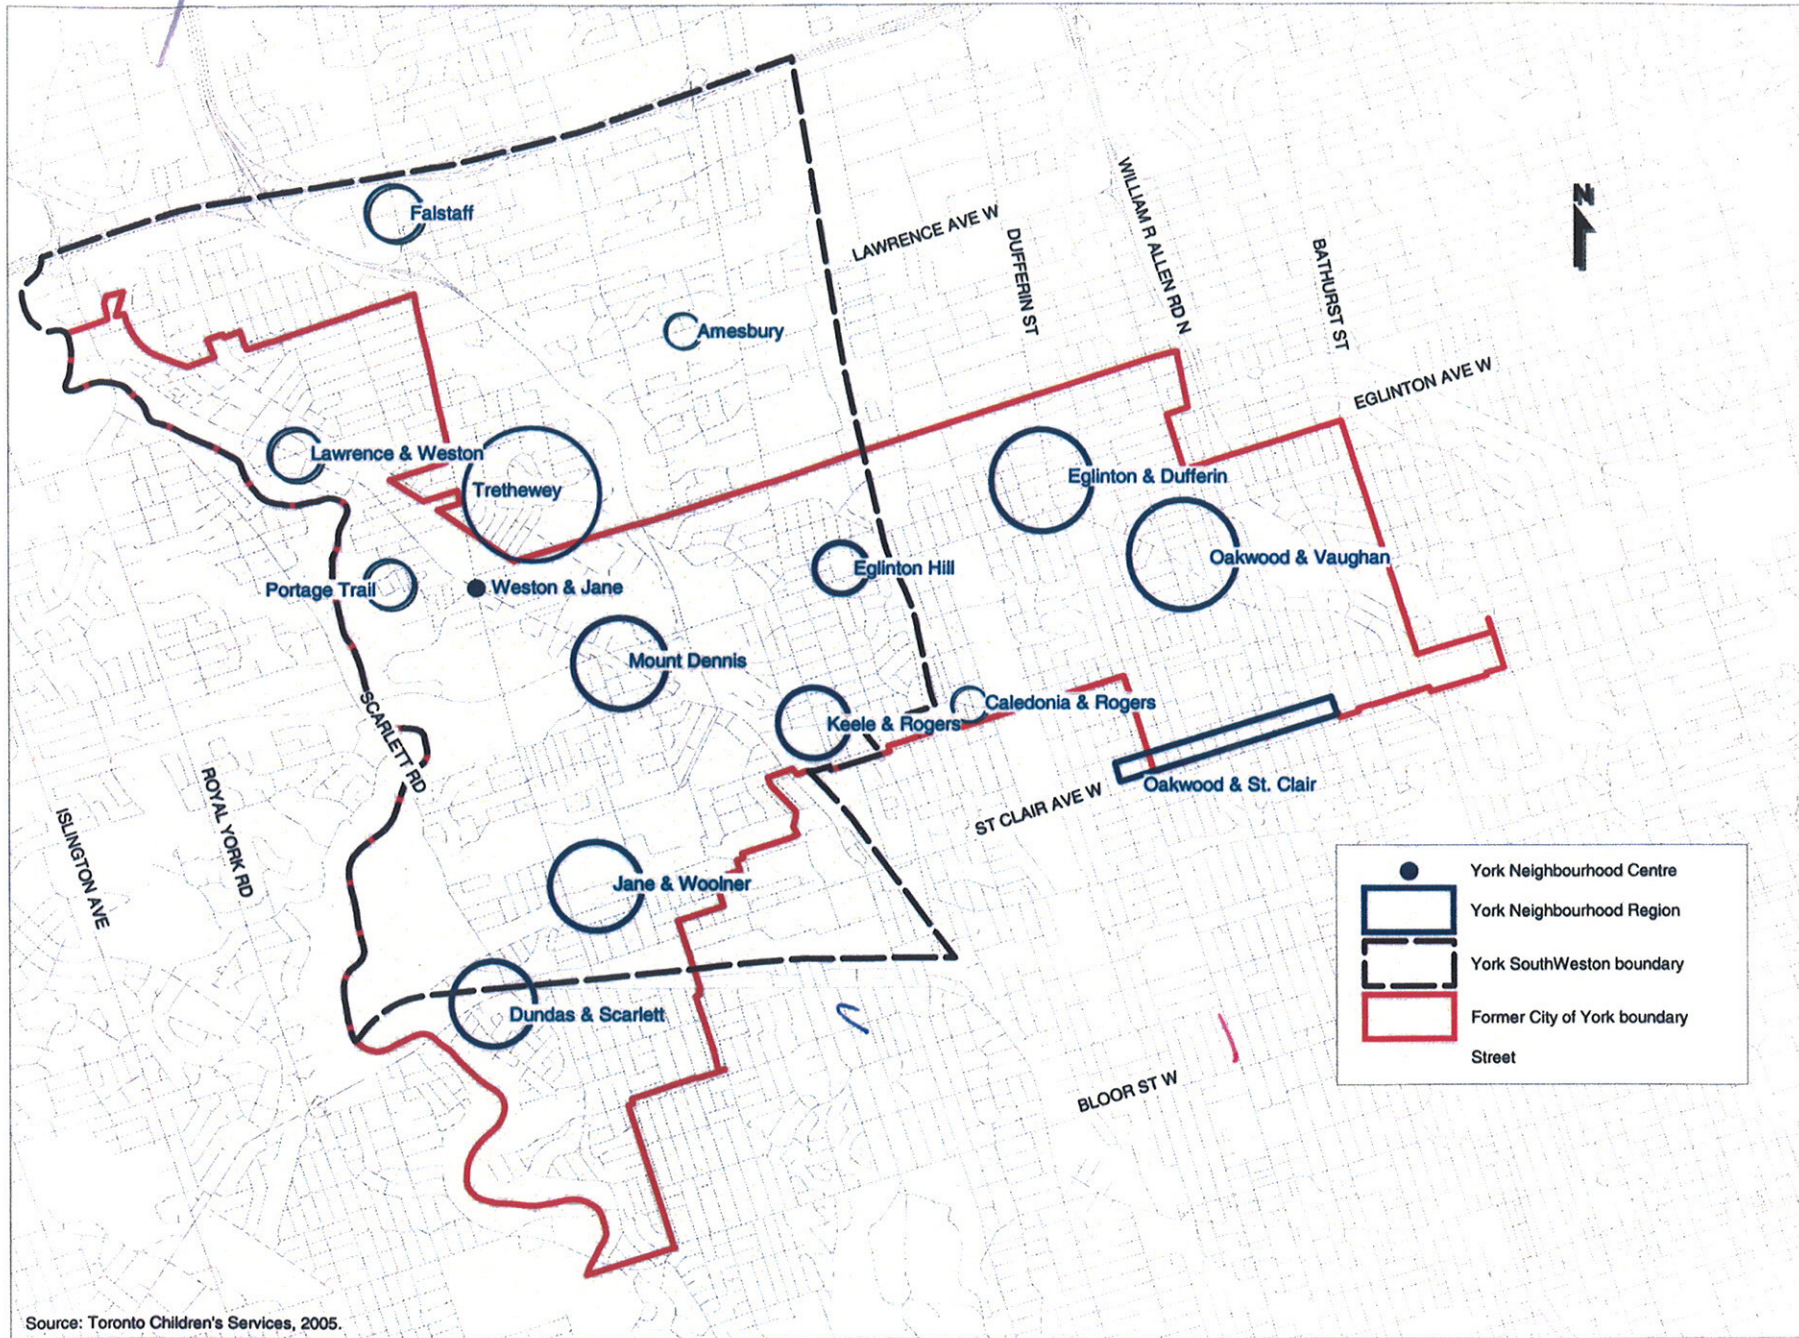 N
Falstaff
LAWRENCE AVE W
DUFFERIN ST
WILLIAM R ALLEN RD N
BATHURST ST
Amesbury
EGLINTON AVE W
Lawrence & Weston
Trethewey
Eglinton & Dufferin
Oakwood & Vaughan
Eglinton Hill
Portage Trail
Weston & Jane
Mount Dennis
SCARLETT RD
Keele & Rogers
Caledonia & Rogers
Oakwood & St. Clair
ST CLAIR AVE W
ROYAL YORK RD
ISLINGTON AVE
Jane & Woolner
Dundas & Scarlett
BLOOR ST W
York Neighbourhood Centre
York Neighbourhood Region
York SouthWeston boundary
Former City of York boundary
Street
Source: Toronto Children's Services, 2005.